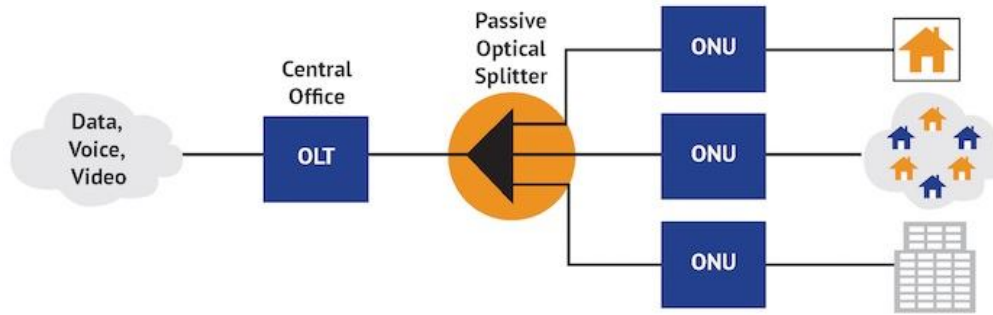 Data,
Voice,
Video
Central
Office
OLT
Passive
Optical
Splitter
ONU
ONU
ONU